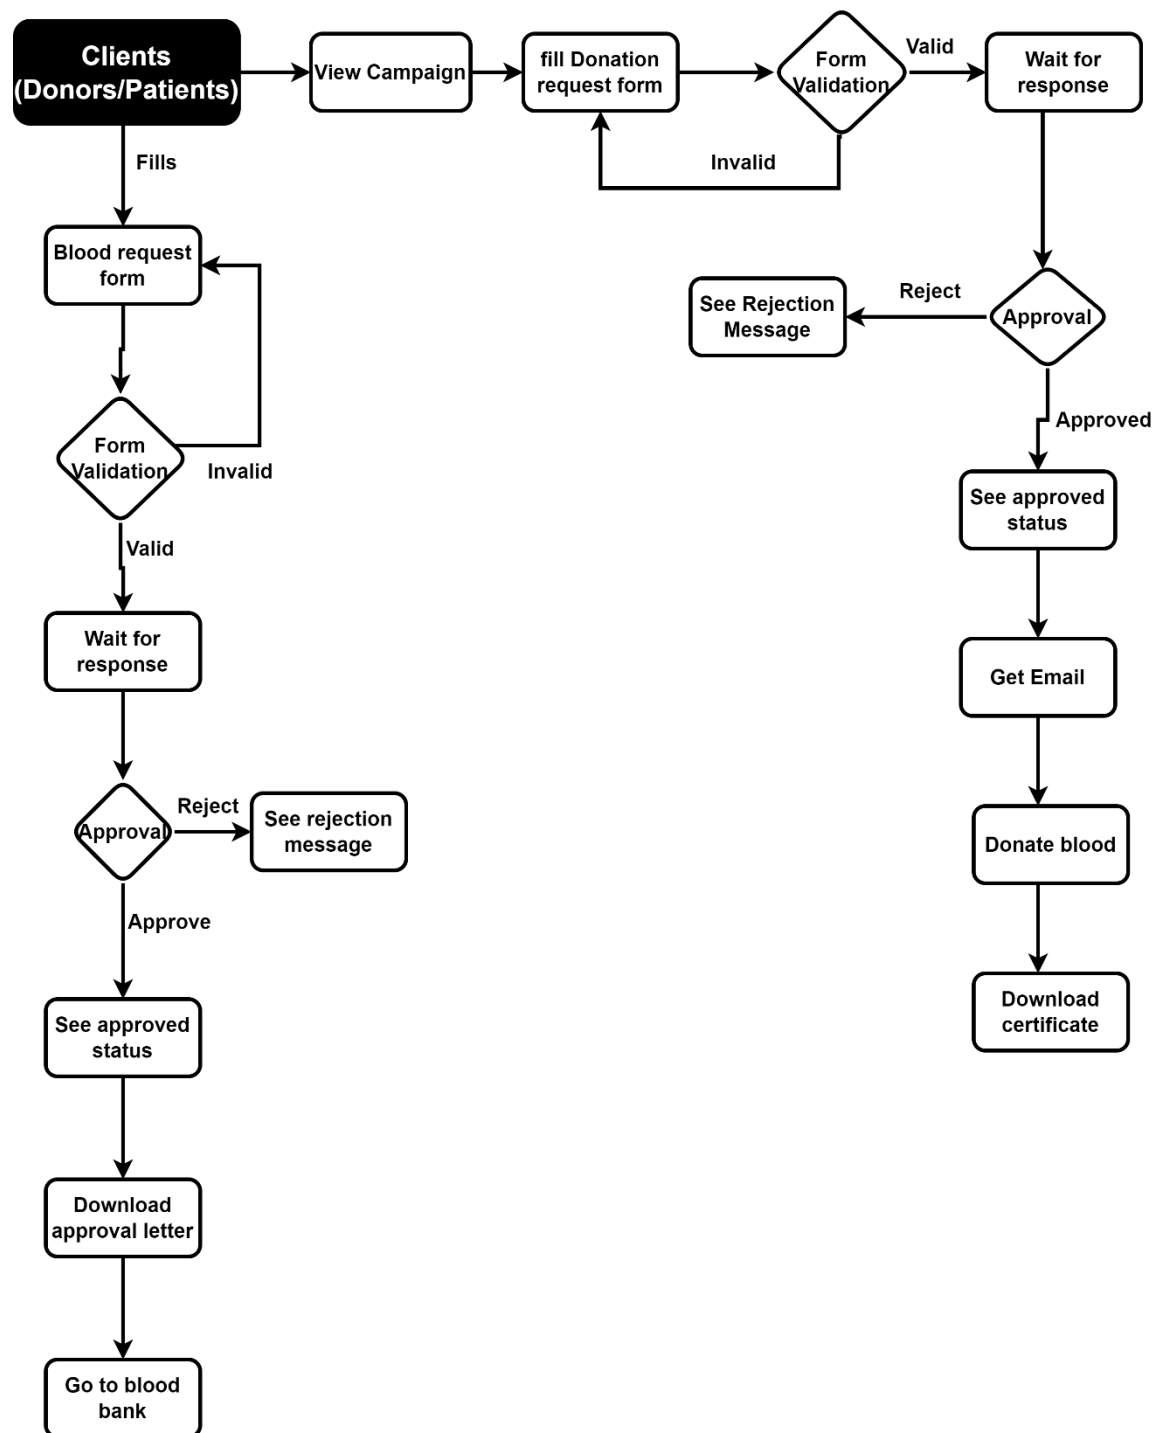 Clients
(Donors/Patients)
View Campaign
fill Donation
request form
Form
Validation
Valid
Wait for
response
Invalid
Fills
Blood request
form
Form
Validation
Invalid
Valid
Wait for
response
Approval
Reject
See rejection
message
Approve
See approved
status
Download
approval letter
Go to blood
bank
Approval
Reject
See Rejection
Message
Approved
See approved
status
Get Email
Donate blood
Download
certificate